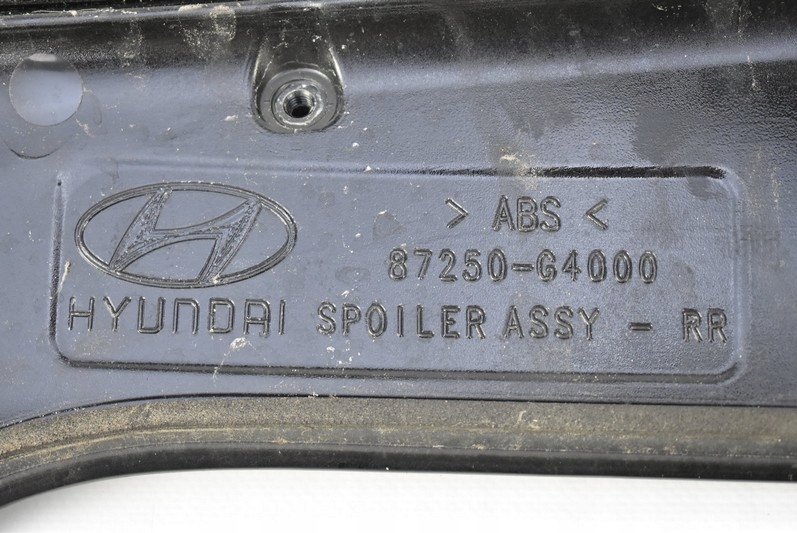 > ABS <
87250-G4000
HYUNDAI SPOILER ASSY - RR